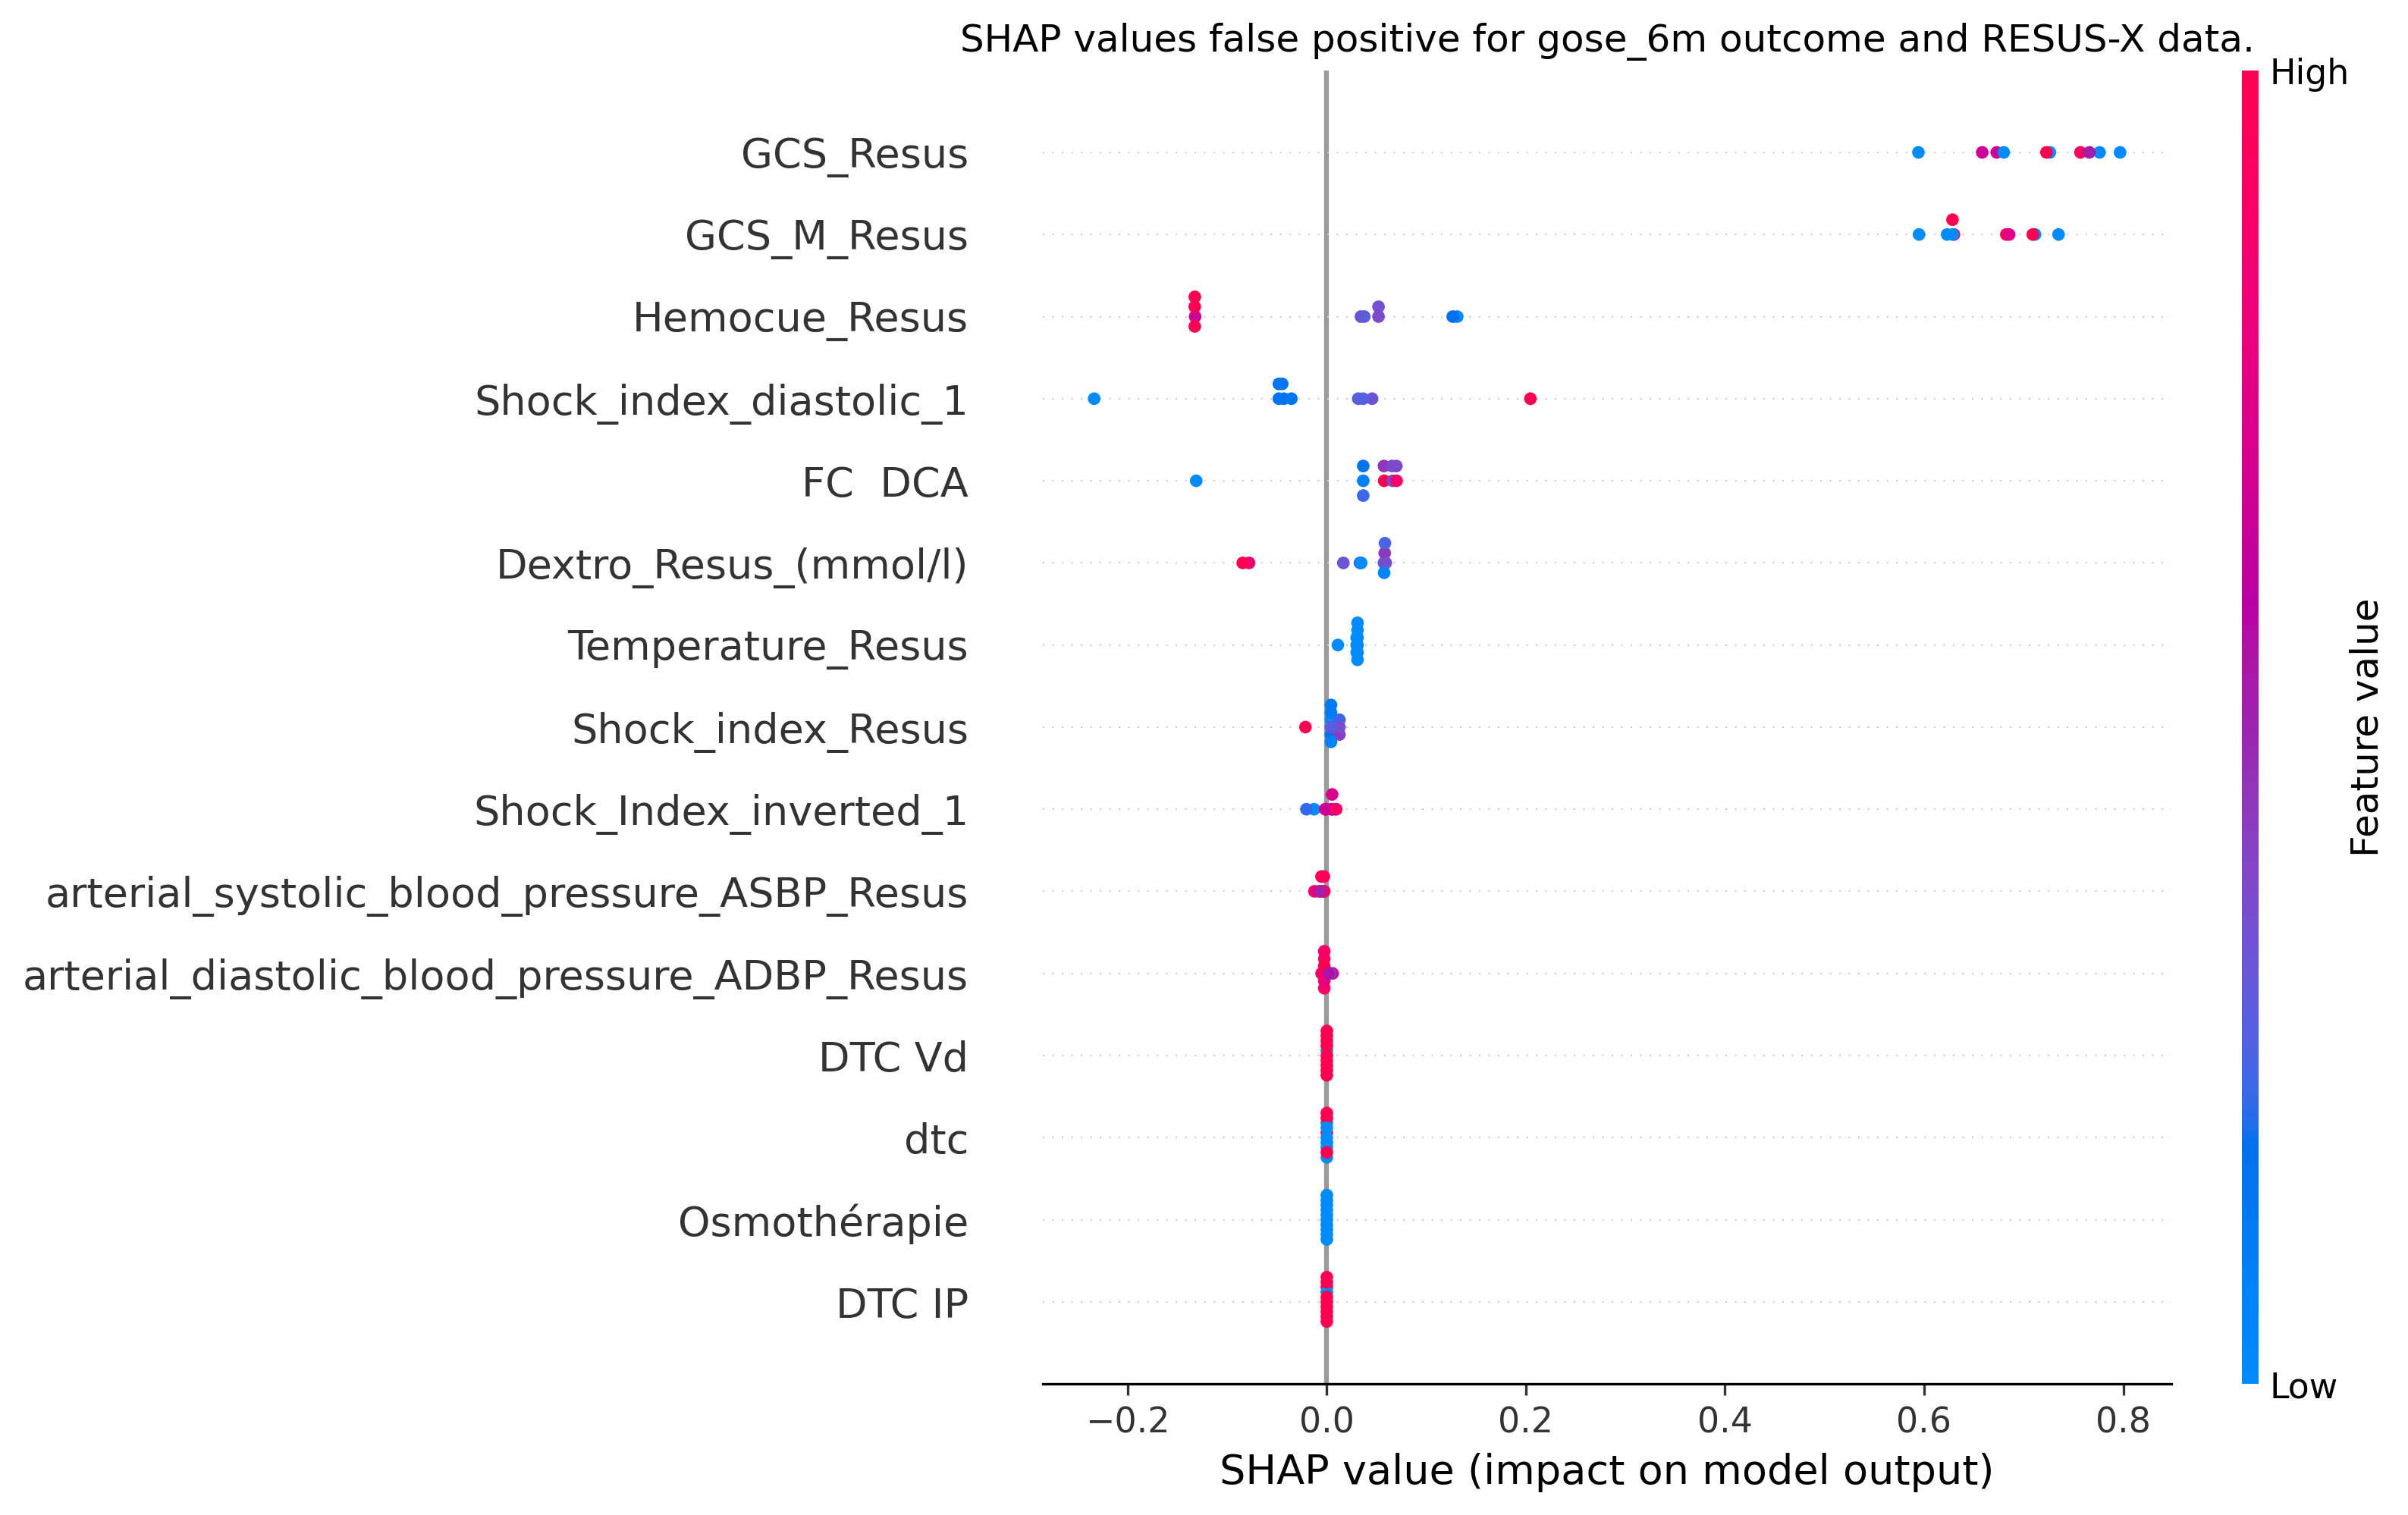 SHAP values false positive for gose_6m outcome and RESUS-X data.
High
GCS_Resus
GCS_M_Resus
Hemocue_Resus
Shock_index_diastolic_1
FC  DCA
Dextro_Resus_(mmol/l)
Temperature_Resus
Shock_index_Resus
Shock_Index_inverted_1
arterial_systolic_blood_pressure_ASBP_Resus
arterial_diastolic_blood_pressure_ADBP_Resus
DTC Vd
dtc
Osmothérapie
DTC IP
Feature value
Low
−0.2 0.0 0.2 0.4 0.6 0.8
SHAP value (impact on model output)